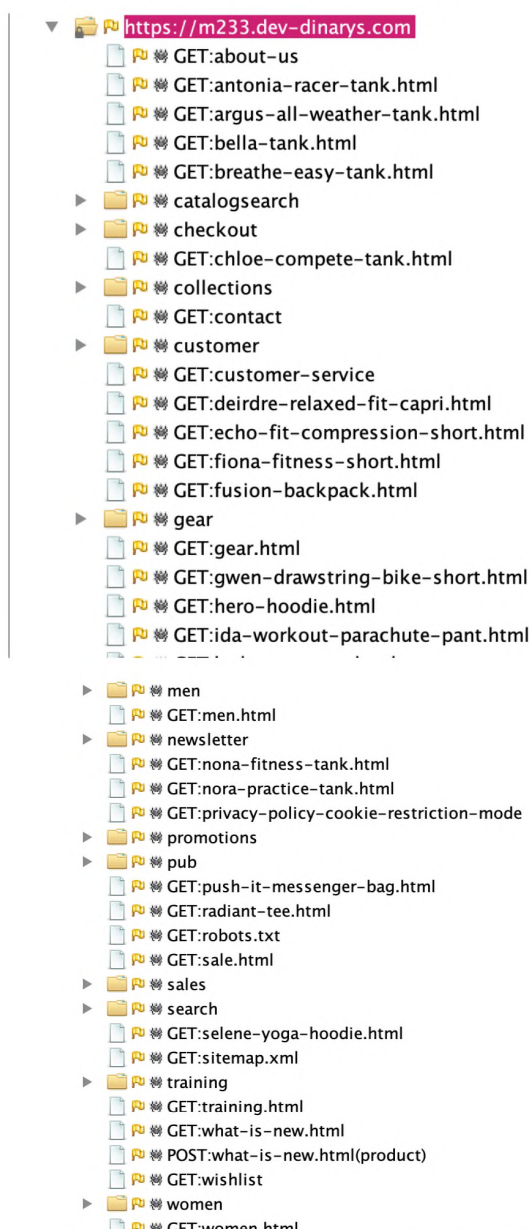 https://m233.dev-dinarys.com
GET:about-us
GET:antonia-racer-tank.html
GET:argus-all-weather-tank.html
GET:bella-tank.html
GET:breathe-easy-tank.html
catalogsearch
checkout
GET:chloe-compete-tank.html
collections
GET:contact
customer
GET:customer-service
GET:deirdre-relaxed-fit-capri.html
GET:echo-fit-compression-short.html
GET:fiona-fitness-short.html
GET:fusion-backpack.html
gear
GET:gear.html
GET:gwen-drawstring-bike-short.html
GET:hero-hoodie.html
GET:ida-workout-parachute-pant.html
men
GET:men.html
newsletter
GET:nona-fitness-tank.html
GET:nora-practice-tank.html
GET:privacy-policy-cookie-restriction-mode
promotions
pub
GET:push-it-messenger-bag.html
GET:radiant-tee.html
GET:robots.txt
GET:sale.html
sales
search
GET:selene-yoga-hoodie.html
GET:sitemap.xml
training
GET:training.html
GET:what-is-new.html
POST:what-is-new.html(product)
GET:wishlist
women
GET:women.html